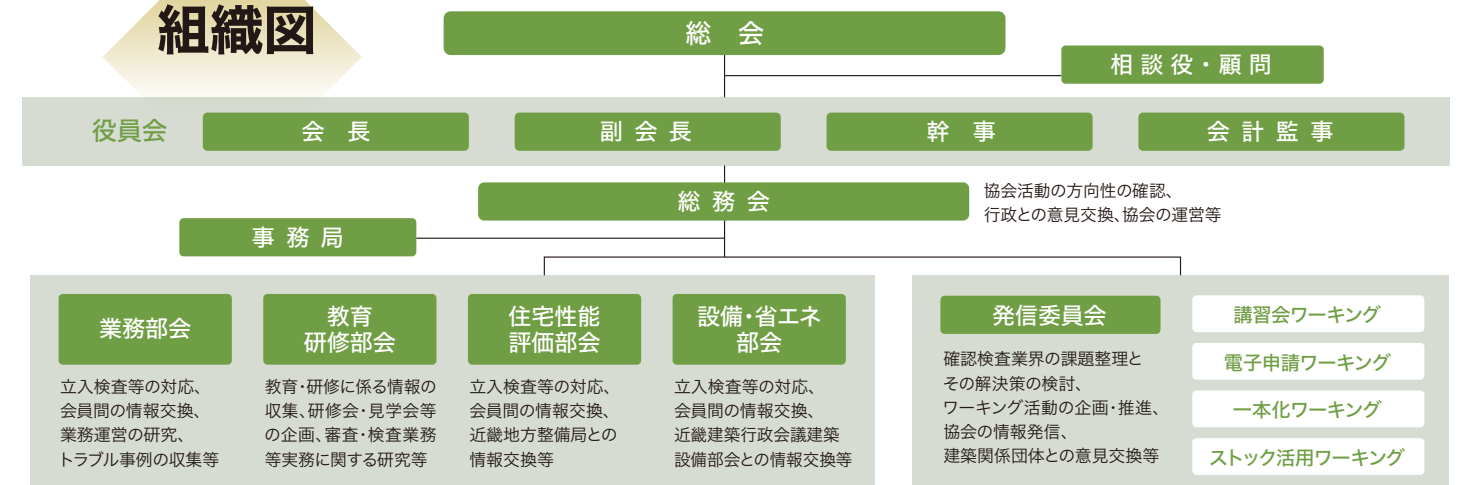 組織図
総会
相談役・顧問
役員会
会長
副会長
幹事
会計監事
総務会
協会活動の方向性の確認、
行政との意見交換、協会の運営等
事務局
業務部会
立入検査等の対応、
会員間の情報交換、
業務運営の研究、
トラブル事例の収集等
教育
研修部会
教育・研修に係る情報の
収集、研修会・見学会等
の企画、審査・検査業務
等実務に関する研究等
住宅性能
評価部会
立入検査等の対応、
会員間の情報交換、
近畿地方整備局との
情報交換等
設備・省エネ
部会
立入検査等の対応、
会員間の情報交換、
近畿建築行政会議建築
設備部会との情報交換等
発信委員会
確認検査業界の課題整理と
その解決策の検討、
ワーキング活動の企画・推進、
協会の情報発信、
建築関係団体との意見交換等
講習会ワーキング
電子申請ワーキング
一本化ワーキング
ストック活用ワーキング